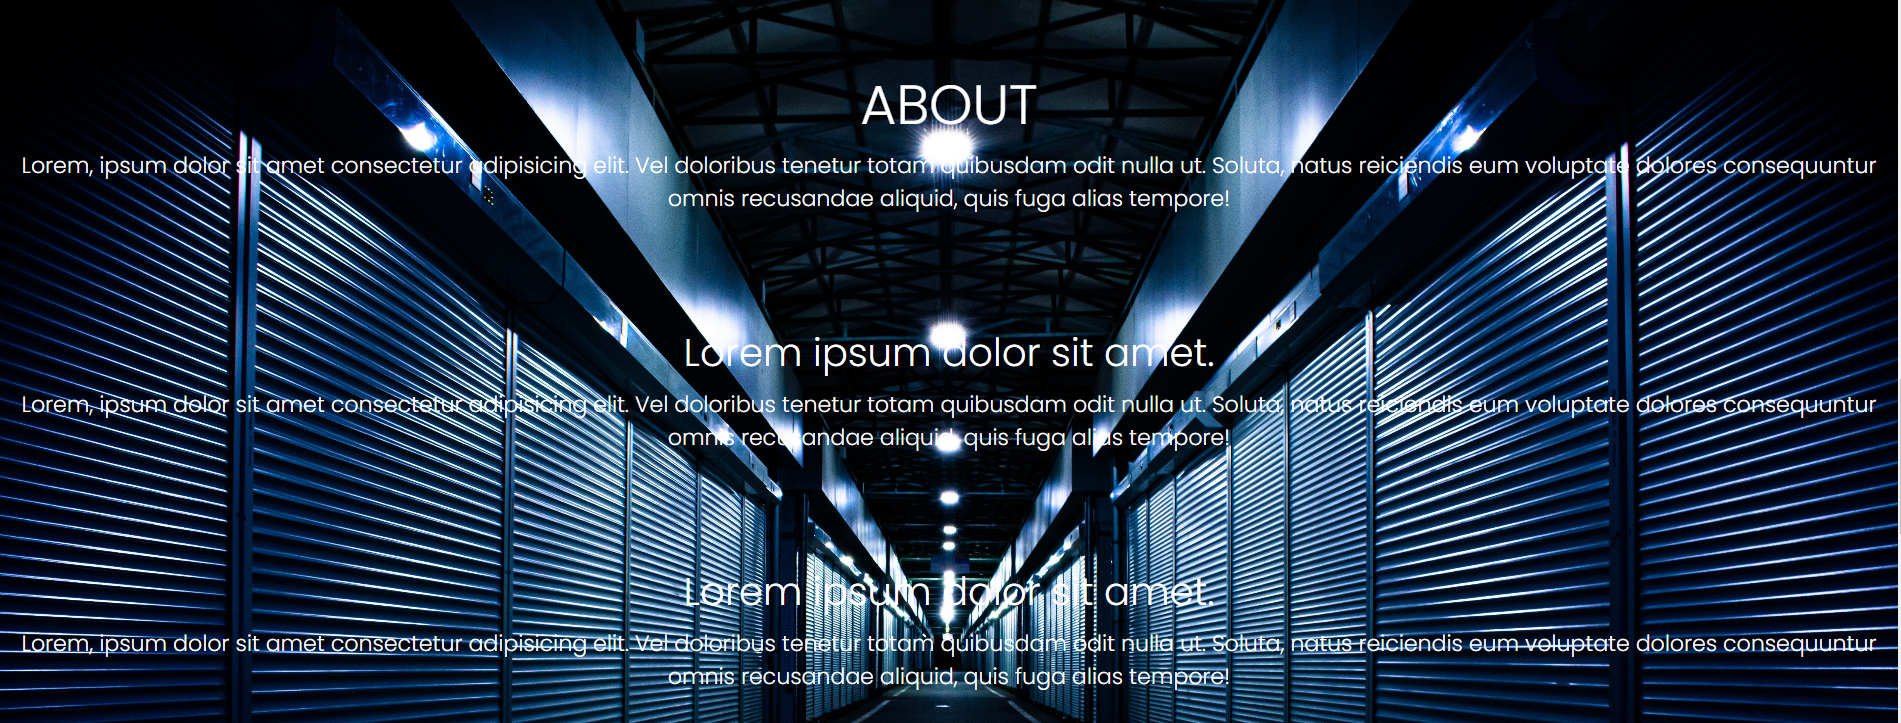 ABOUT
Lorem, ipsum dolor sit amet consectetur adipisicing elit. Vel doloribus tenetur totam quibusdam odit nulla ut. Soluta, natus reiciendis eum voluptate dolores consequuntur
omnis recusandae aliquid, quis fuga alias tempore!
Lorem ipsum dolor sit amet.
Lorem, ipsum dolor sit amet consectetur adipisicing elit. Vel doloribus tenetur totam quibusdam odit nulla ut. Soluta, natus reiciendis eum voluptate dolores consequuntur
omnis recusandae aliquid, quis fuga alias tempore!
Lorem ipsum dolor sit amet.
Lorem, ipsum dolor sit amet consectetur adipisicing elit. Vel doloribus tenetur totam quibusdam odit nulla ut. Soluta, natus reiciendis eum voluptate dolores consequuntur
omnis recusandae aliquid, quis fuga alias tempore!